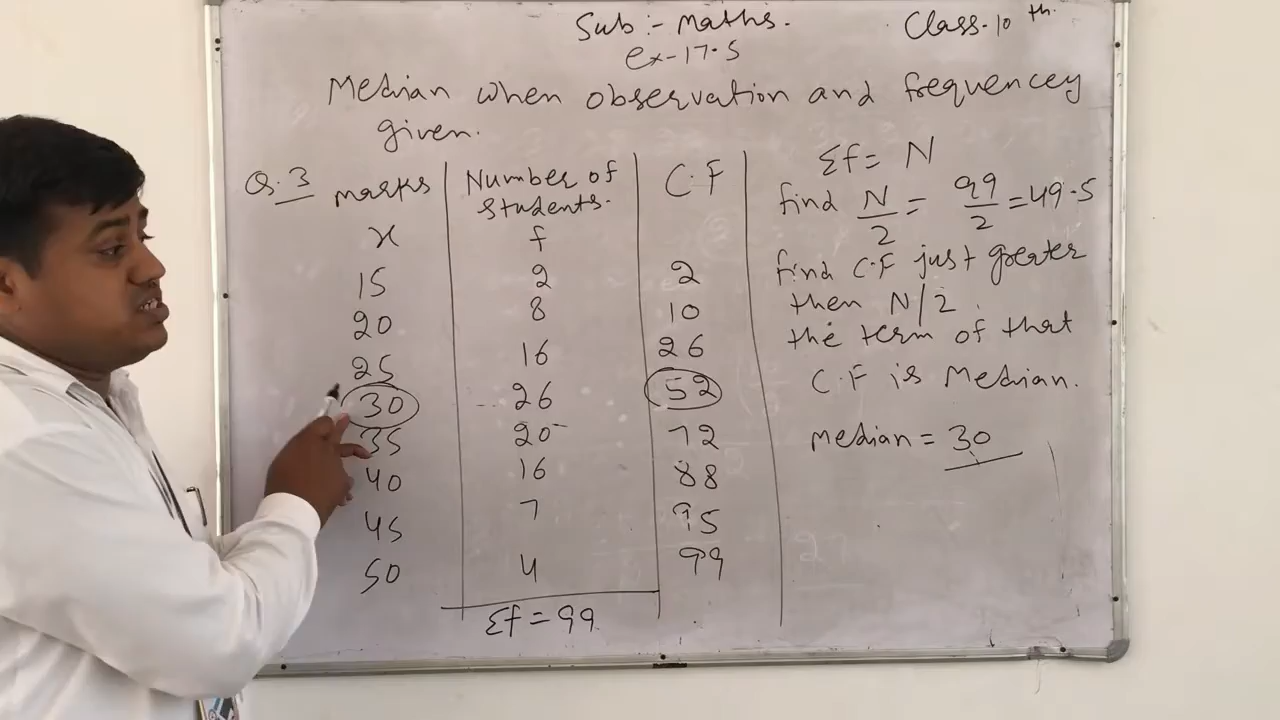 Sub :- Maths.
Class-10 th.
ex-17.5
Median when observation and frequencey
given.
Q.3
marks
Number of
students.
C.F
x
f
15 2 2
20 8 10
25 16 26
30 26 52
35 20 72
40 16 88
45 7 95
50 4 99
Σf = 99
Σf = N
find N/2 = 99/2 = 49.5
find C.F just greater
then N/2.
the term of that
C.F is Median.
median = 30